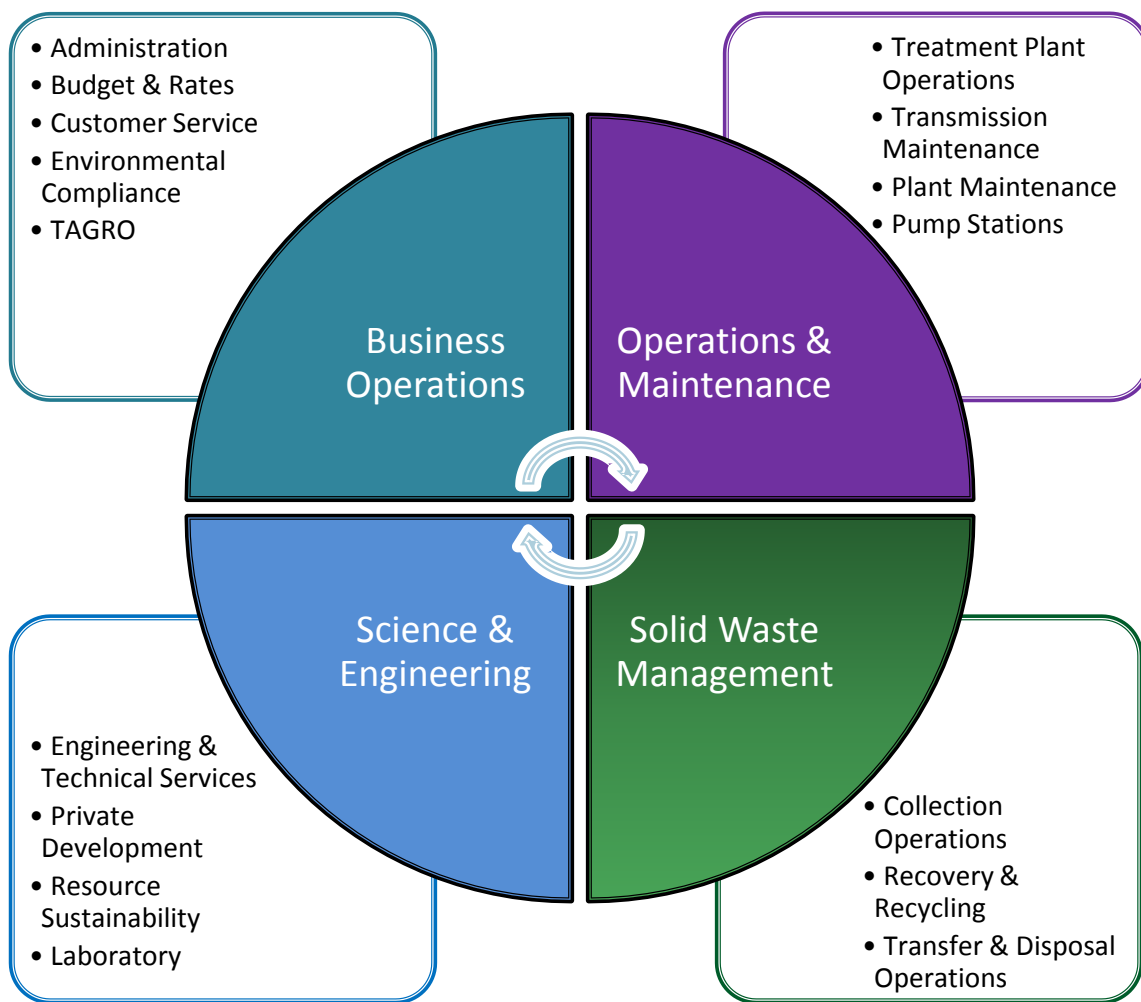 • Administration
• Budget & Rates
• Customer Service
• Environmental
Compliance
• TAGRO
• Treatment Plant
Operations
• Transmission
Maintenance
• Plant Maintenance
• Pump Stations
Business
Operations
Operations &
Maintenance
Science &
Engineering
Solid Waste
Management
• Engineering &
Technical Services
• Private
Development
• Resource
Sustainability
• Laboratory
• Collection
Operations
• Recovery &
Recycling
• Transfer & Disposal
Operations